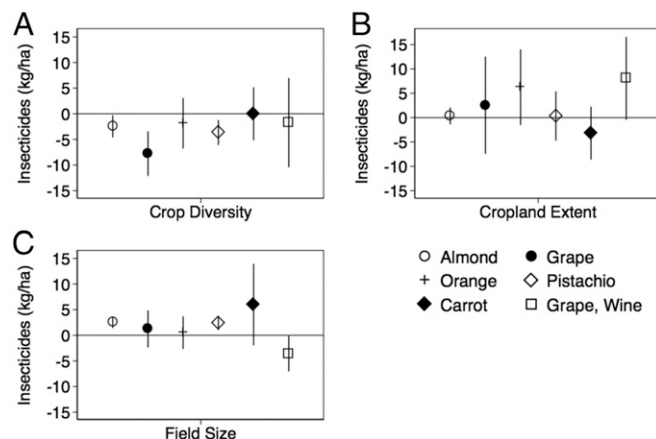 A
Insecticides (kg/ha)
15
10
5
0
-5
-10
-15
Crop Diversity
B
Insecticides (kg/ha)
15
10
5
0
-5
-10
-15
Cropland Extent
C
Insecticides (kg/ha)
15
10
5
0
-5
-10
-15
Field Size
Almond Grape
Orange Pistachio
Carrot Grape, Wine